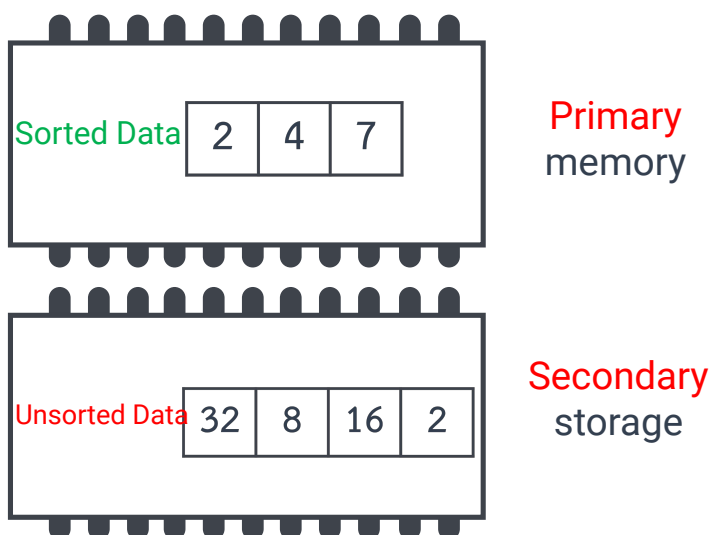 Sorted Data 2 4 7
Primary
memory
Unsorted Data 32 8 16 2
Secondary
storage